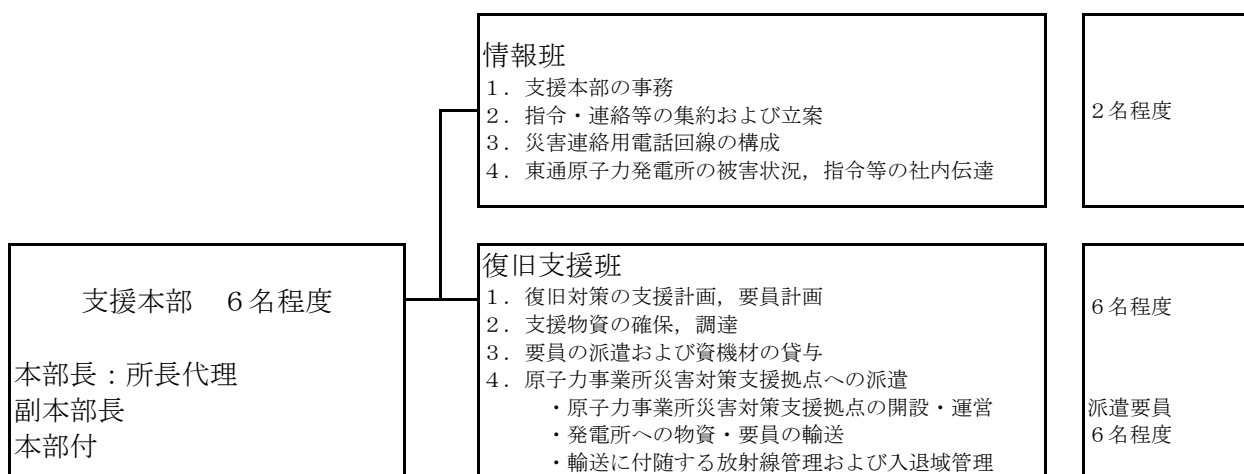 情報班
１．支援本部の事務
２．指令・連絡等の集約および立案
３．災害連絡用電話回線の構成
４．東通原子力発電所の被害状況，指令等の社内伝達
２名程度
支援本部　６名程度
本部長：所長代理
副本部長
本部付
復旧支援班
１．復旧対策の支援計画，要員計画
２．支援物資の確保，調達
３．要員の派遣および資機材の貸与
４．原子力事業所災害対策支援拠点への派遣
・原子力事業所災害対策支援拠点の開設・運営
・発電所への物資・要員の輸送
・輸送に付随する放射線管理および入退域管理
６名程度
派遣要員
６名程度